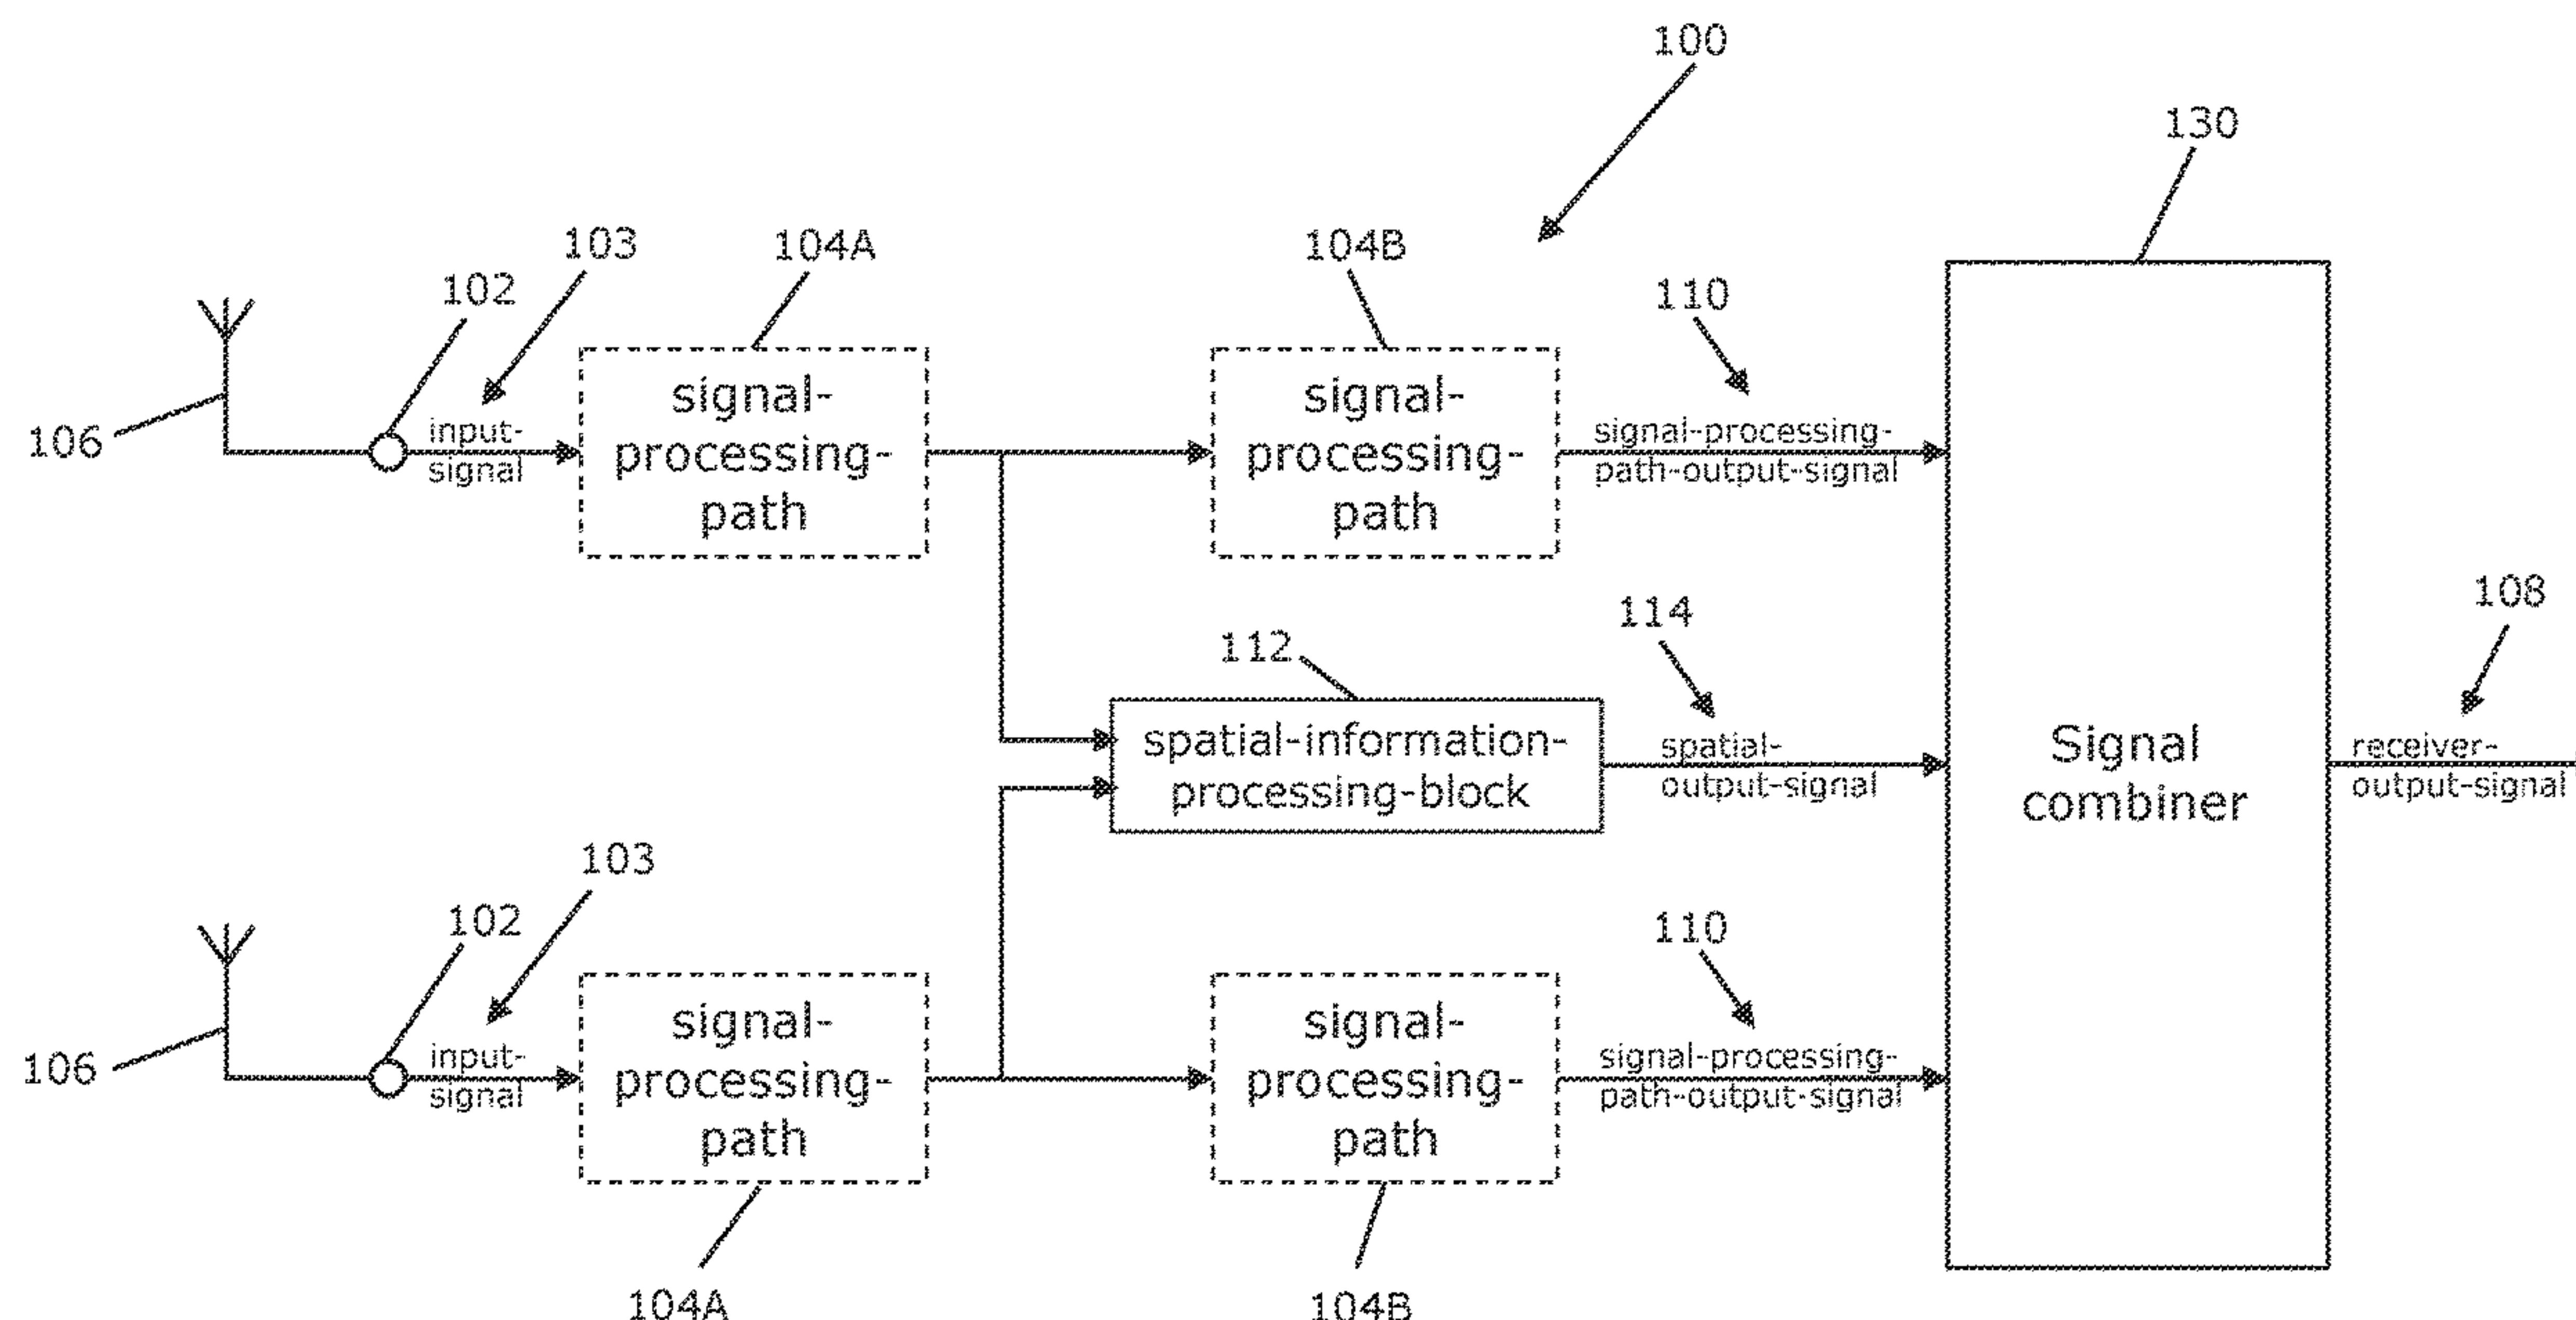 100
130
103
104A
104B
102
110
106
input-
signal
signal-
processing-
path
signal-
processing-
path
signal-processing-
path-output-signal
108
114
112
spatial-information-
processing-block
spatial-
output-signal
Signal
combiner
receiver-
output-signal
103
102
110
106
input-
signal
signal-
processing-
path
signal-
processing-
path
signal-processing-
path-output-signal
104A
104B